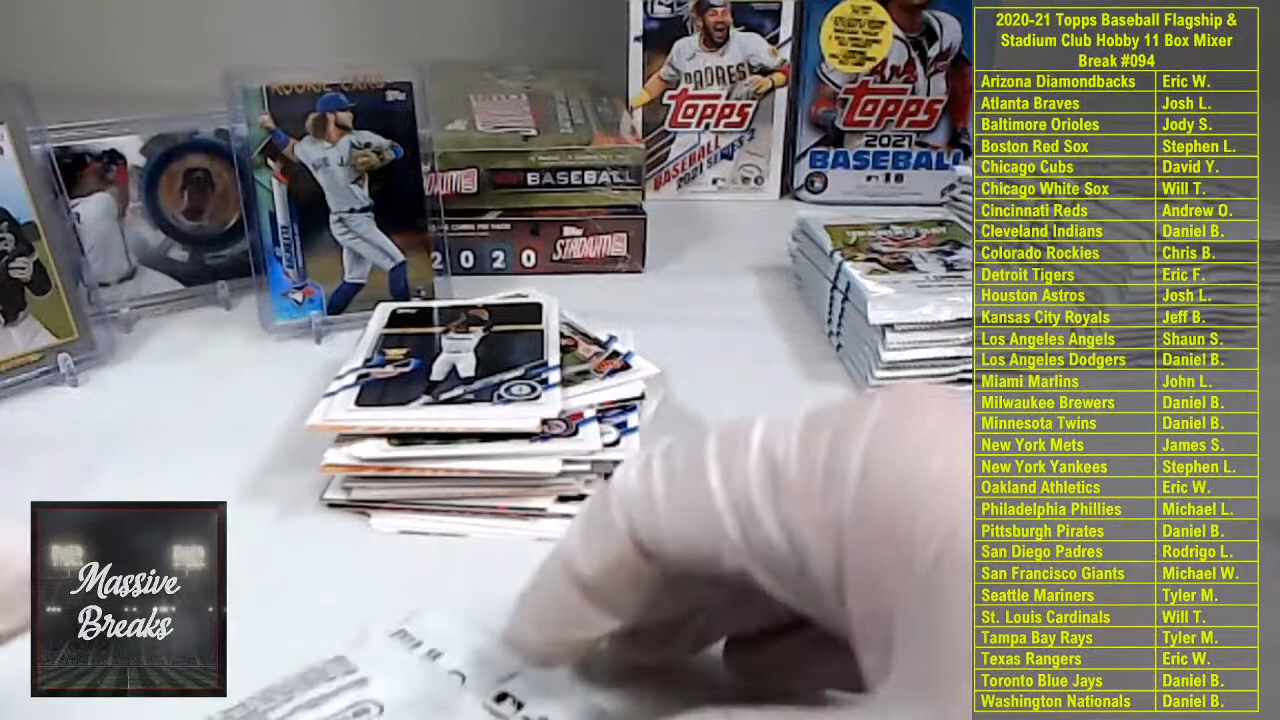 2020-21 Topps Baseball Flagship &
Stadium Club Hobby 11 Box Mixer
Break #094
Arizona Diamondbacks Eric W.
Atlanta Braves Josh L.
Baltimore Orioles Jody S.
Boston Red Sox Stephen L.
Chicago Cubs David Y.
Chicago White Sox Will T.
Cincinnati Reds Andrew O.
Cleveland Indians Daniel B.
Colorado Rockies Chris B.
Detroit Tigers Eric F.
Houston Astros Josh L.
Kansas City Royals Jeff B.
Los Angeles Angels Shaun S.
Los Angeles Dodgers Daniel B.
Miami Marlins John L.
Milwaukee Brewers Daniel B.
Minnesota Twins Daniel B.
New York Mets James S.
New York Yankees Stephen L.
Oakland Athletics Eric W.
Philadelphia Phillies Michael L.
Pittsburgh Pirates Daniel B.
San Diego Padres Rodrigo L.
San Francisco Giants Michael W.
Seattle Mariners Tyler M.
St. Louis Cardinals Will T.
Tampa Bay Rays Tyler M.
Texas Rangers Eric W.
Toronto Blue Jays Daniel B.
Washington Nationals Daniel B.
ROOKIE CARD
BASEBALL
2020 STADIUM
PADRES
TOPPS
BASEBALL
2021 SERIES 2
TOPPS
2021
BASEBALL
Massive
Breaks